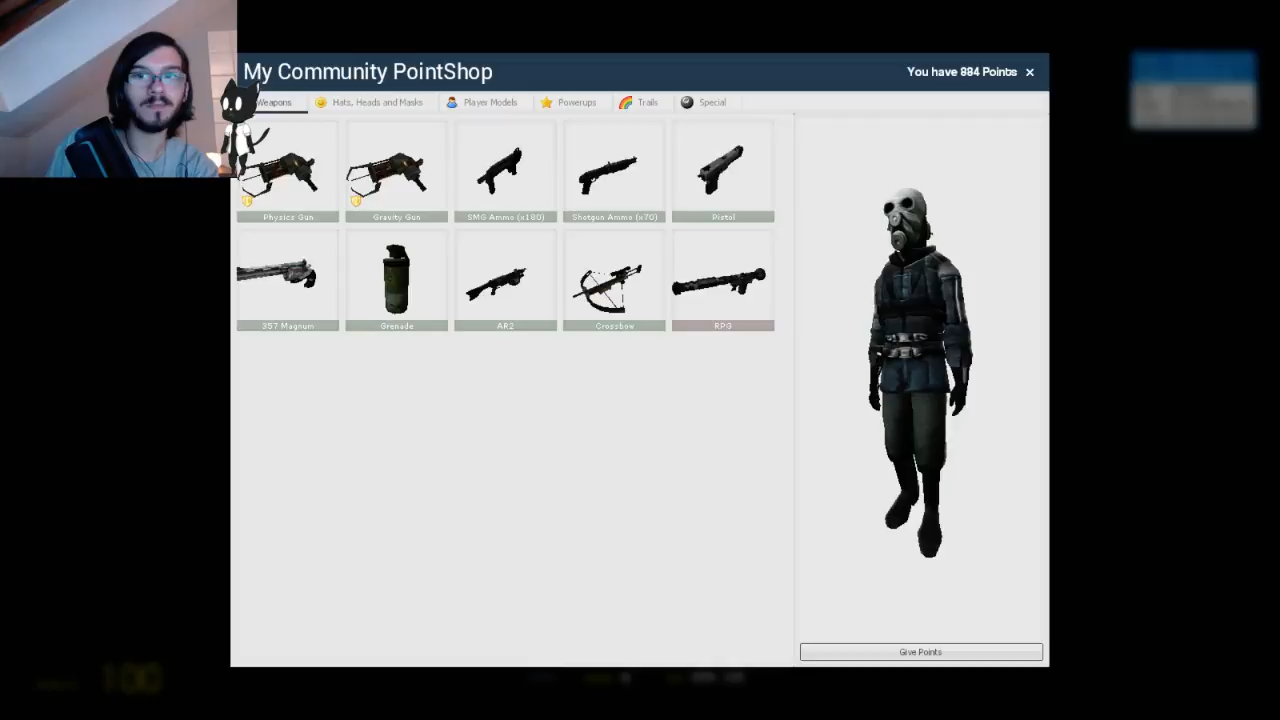 My Community PointShop
You have 884 Points
Weapons
Hats, Heads and Masks
Player Models
Powerups
Trails
Special
Physics Gun
Gravity Gun
SMG Ammo (x180)
Shotgun Ammo (x70)
Pistol
357 Magnum
Grenade
AR2
Crossbow
RPG
Give Points
100